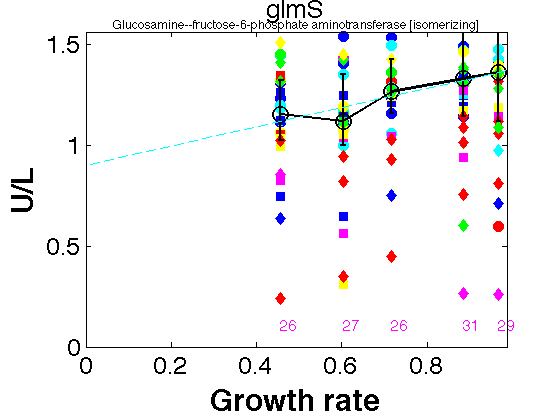 glmS
Glucosamine--fructose-6-phosphate aminotransferase [isomerizing]
1.5
1
0.5
0
U/L
26 27 26 31 29
0 0.2 0.4 0.6 0.8
Growth rate